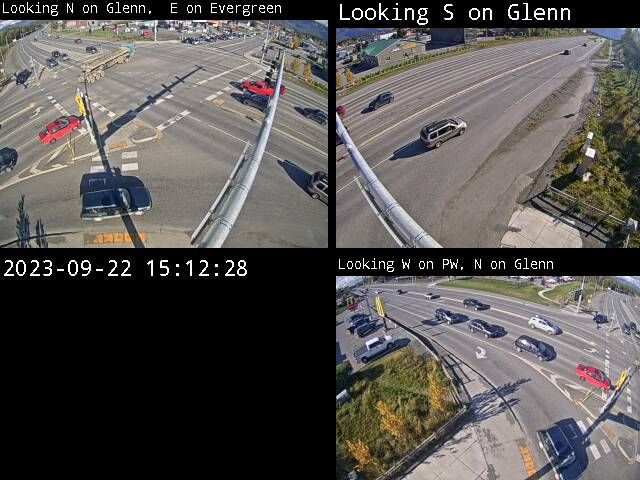 Looking N on Glenn,  E on Evergreen
Looking S on Glenn
2023-09-22 15:12:28
Looking W on PW, N on Glenn